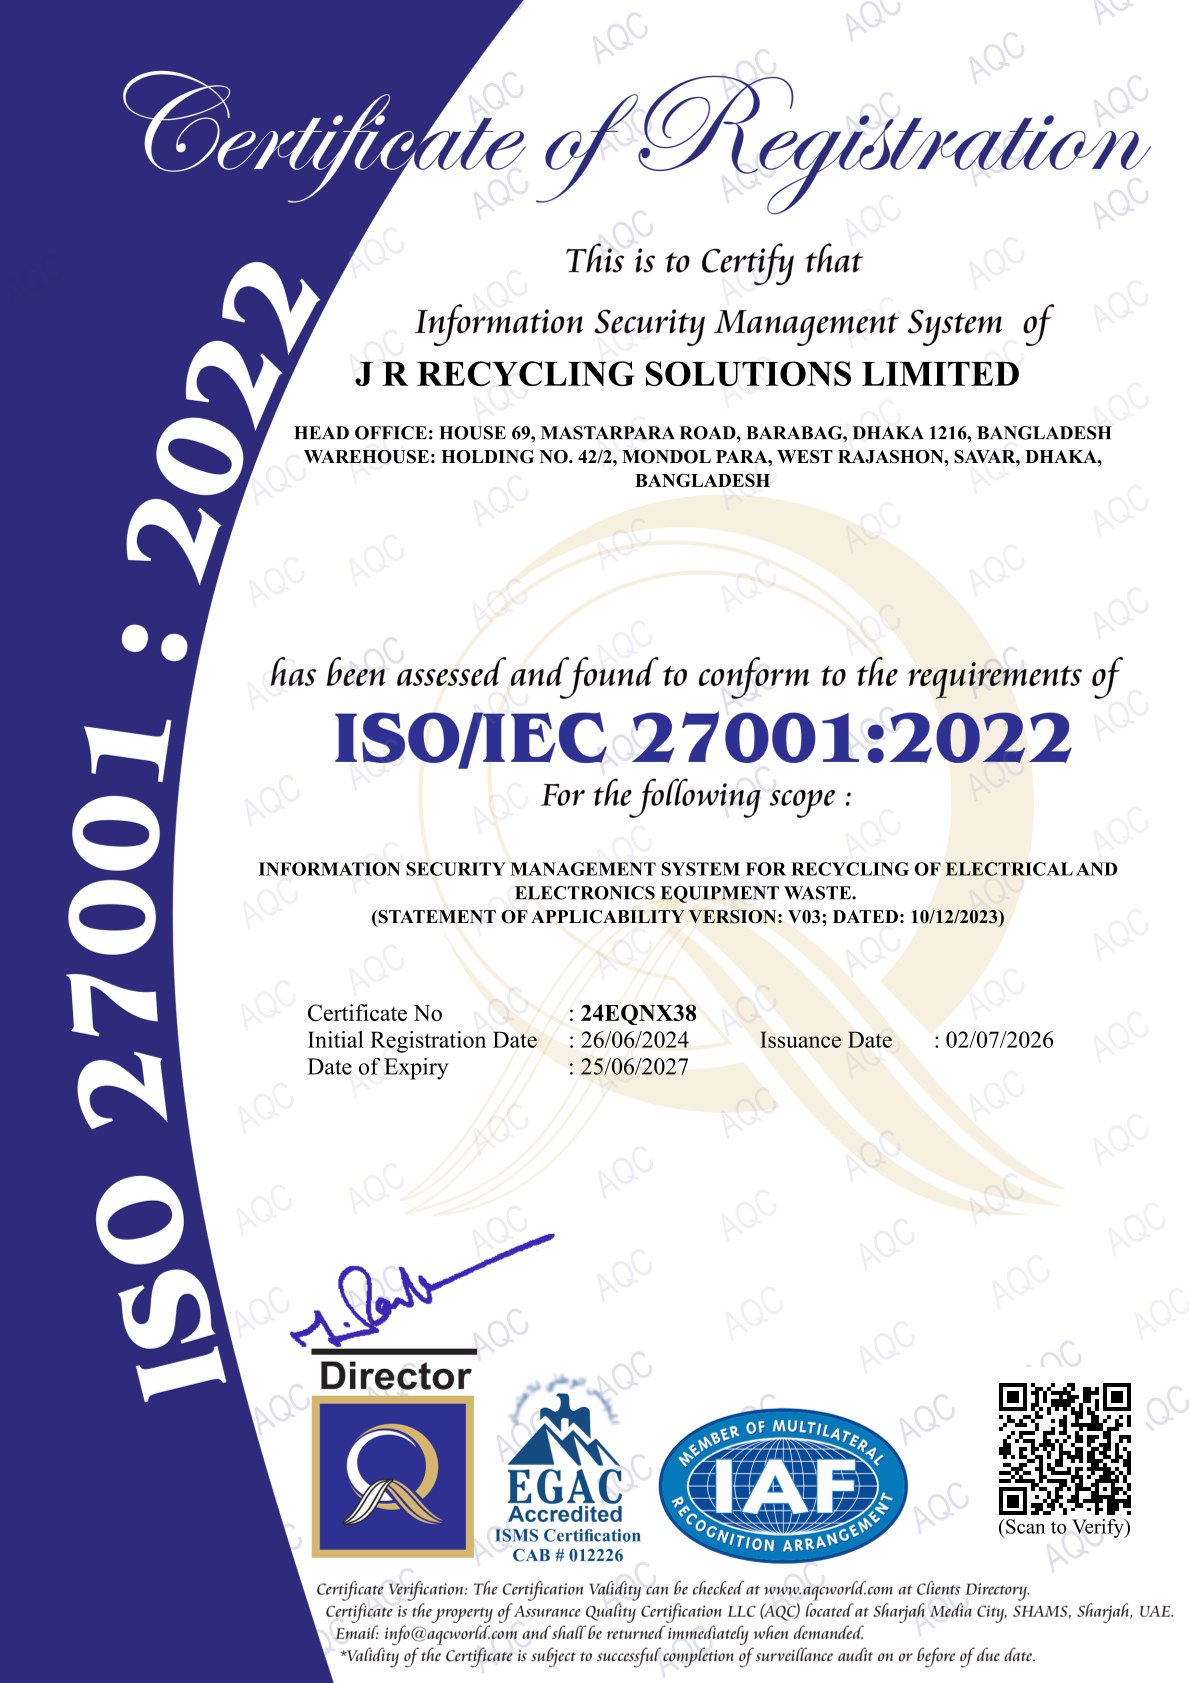 Certificate of Registration
This is to Certify that
Information Security Management System of
J R RECYCLING SOLUTIONS LIMITED
HEAD OFFICE: HOUSE 69, MASTARPARA ROAD, BARABAG, DHAKA 1216, BANGLADESH
WAREHOUSE: HOLDING NO. 42/2, MONDOL PARA, WEST RAJASHON, SAVAR, DHAKA,
BANGLADESH
ISO 27001 : 2022
has been assessed and found to conform to the requirements of
ISO/IEC 27001:2022
For the following scope :
INFORMATION SECURITY MANAGEMENT SYSTEM FOR RECYCLING OF ELECTRICAL AND
ELECTRONICS EQUIPMENT WASTE.
(STATEMENT OF APPLICABILITY VERSION: V03; DATED: 10/12/2023)
Certificate No : 24EQNX38
Initial Registration Date : 26/06/2024 Issuance Date : 02/07/2026
Date of Expiry : 25/06/2027
Director
EGAC
Accredited
ISMS Certification
CAB # 012226
MEMBER OF MULTILATERAL
IAF
RECOGNITION ARRANGEMENT
(Scan to Verify)
Certificate Verification: The Certification Validity can be checked at www.aqcworld.com at Clients Directory.
Certificate is the property of Assurance Quality Certification LLC (AQC) located at Sharjah Media City, SHAMS, Sharjah, UAE.
Email: info@aqcworld.com and shall be returned immediately when demanded.
*Validity of the Certificate is subject to successful completion of surveillance audit on or before of due date.
AQC